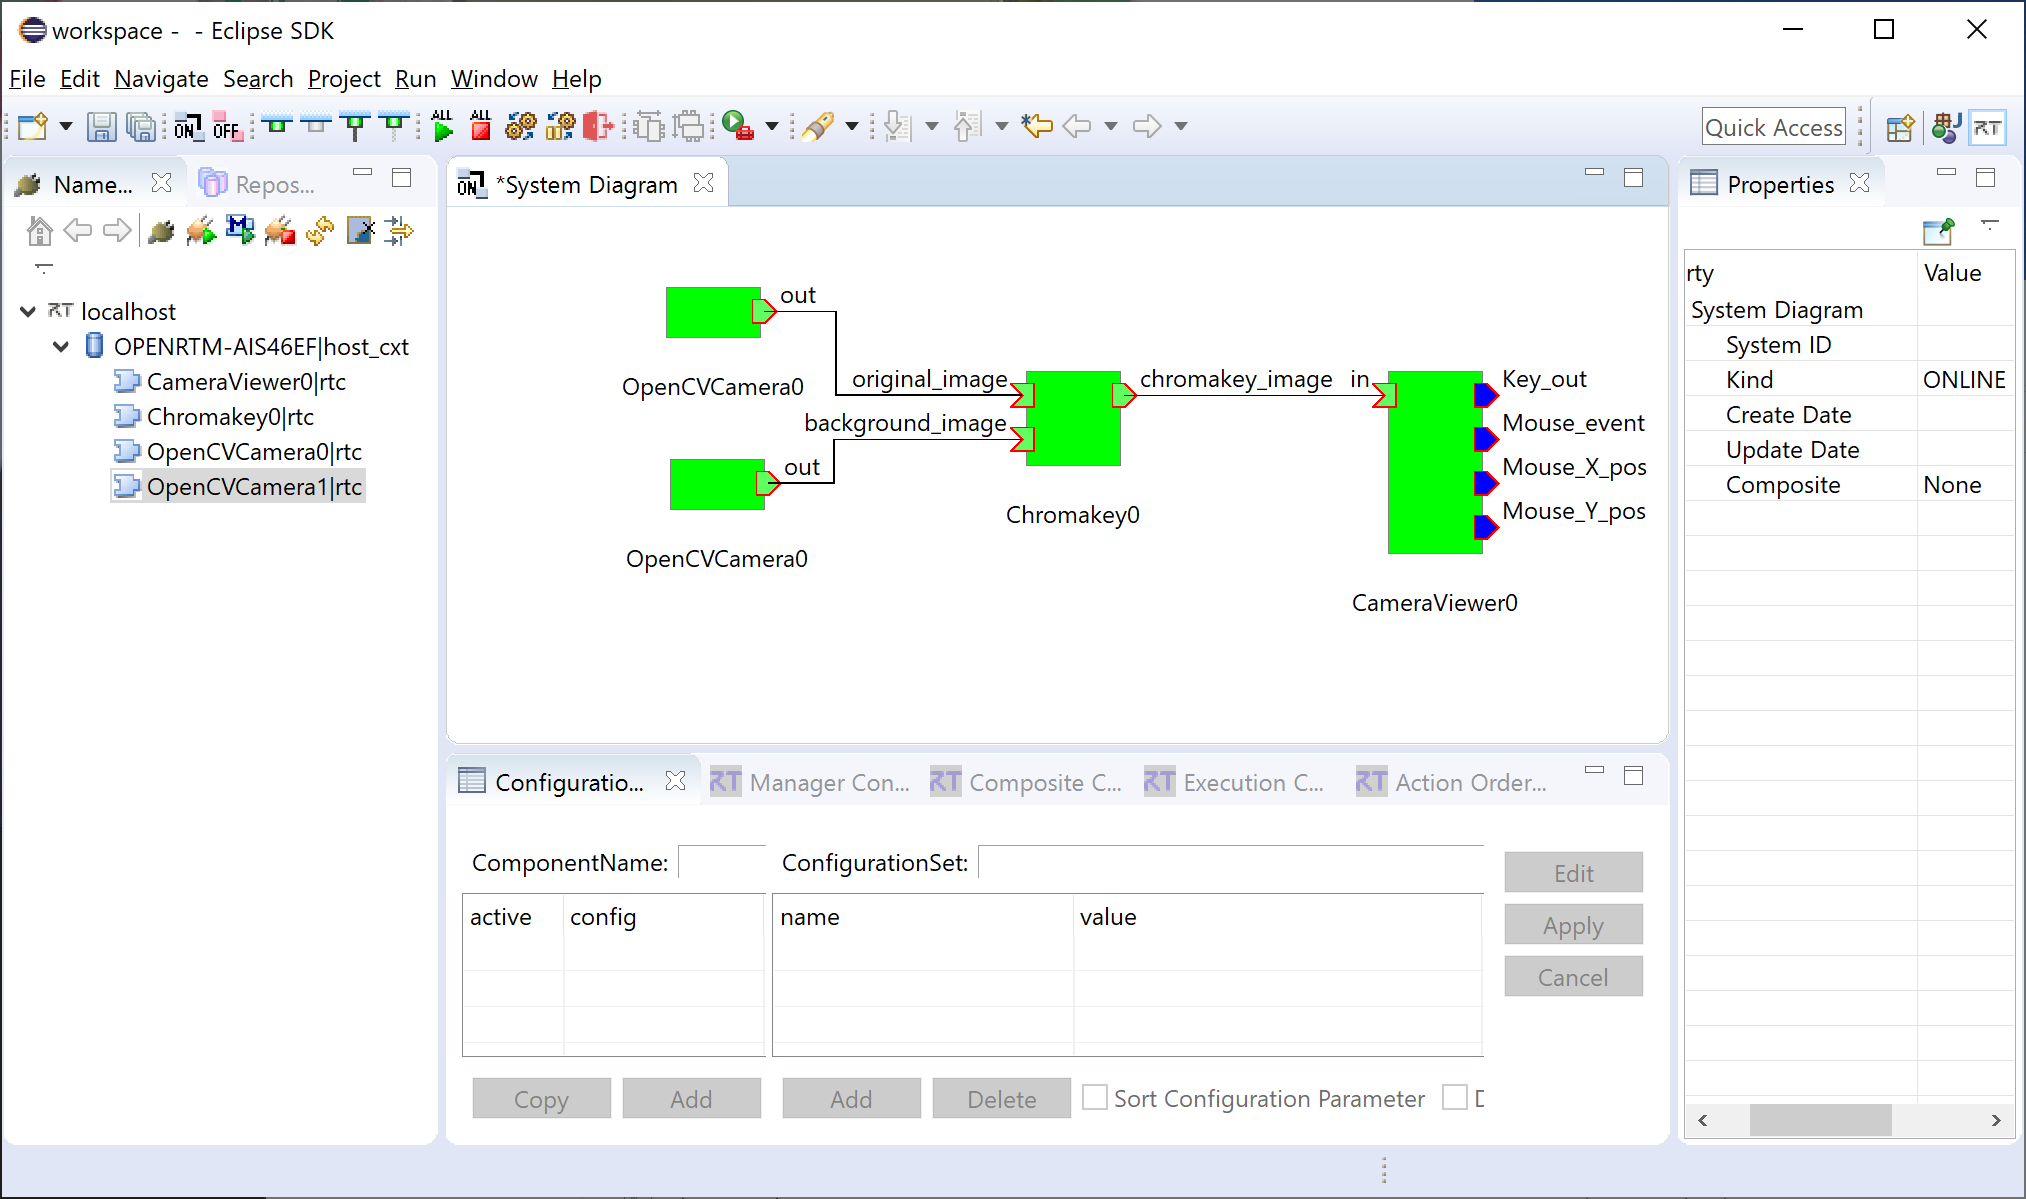 workspace -  - Eclipse SDK
File Edit Navigate Search Project Run Window Help
ON OFF ALL ALL
Quick Access
RT
Name...
Repos...
ON *System Diagram
Properties
RT localhost
OPENRTM-AIS46EF|host_cxt
CameraViewer0|rtc
Chromakey0|rtc
OpenCVCamera0|rtc
OpenCVCamera1|rtc
out
OpenCVCamera0
original_image
background_image
out
OpenCVCamera0
Chromakey0
chromakey_image
in
Key_out
Mouse_event
Mouse_X_pos
Mouse_Y_pos
CameraViewer0
rty Value
System Diagram
System ID
Kind ONLINE
Create Date
Update Date
Composite None
Configuratio...
RT Manager Con...
RT Composite C...
RT Execution C...
RT Action Order...
ComponentName:
ConfigurationSet:
active config
name value
Edit
Apply
Cancel
Copy
Add
Add
Delete
Sort Configuration Parameter